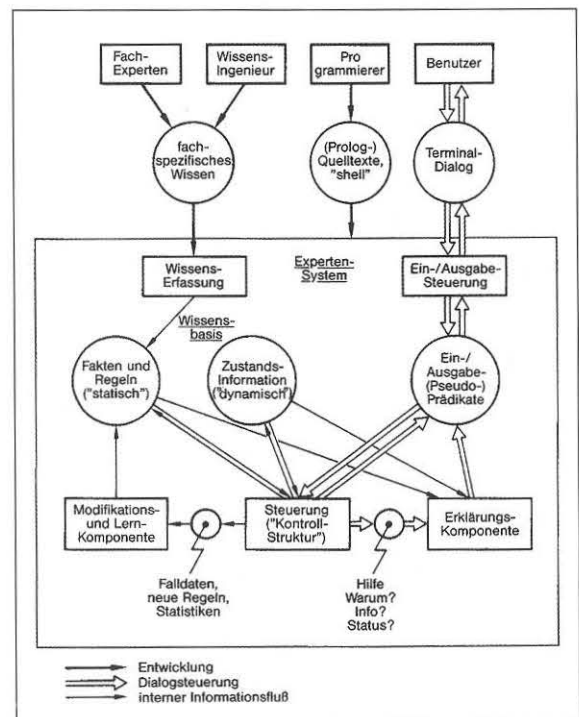 Fach-
Experten
Wissens-
Ingenieur
Pro
grammierer
Benutzer
fach-
spezifisches
Wissen
(Prolog-)
Quelltexte,
"shell"
Terminal-
Dialog
Wissens-
Erfassung
Experten-
System
Ein-/Ausgabe-
Steuerung
Wissens-
basis
Fakten und
Regeln
("statisch")
Zustands-
Information
("dynamisch")
Ein-/
Ausgabe-
(Pseudo-)
Prädikate
Modifikations-
und Lern-
Komponente
Steuerung
("Kontroll-
Struktur")
Erklärungs-
Komponente
Falldaten,
neue Regeln,
Statistiken
Hilfe
Warum?
Info?
Status?
Entwicklung
Dialogsteuerung
interner Informationsfluß